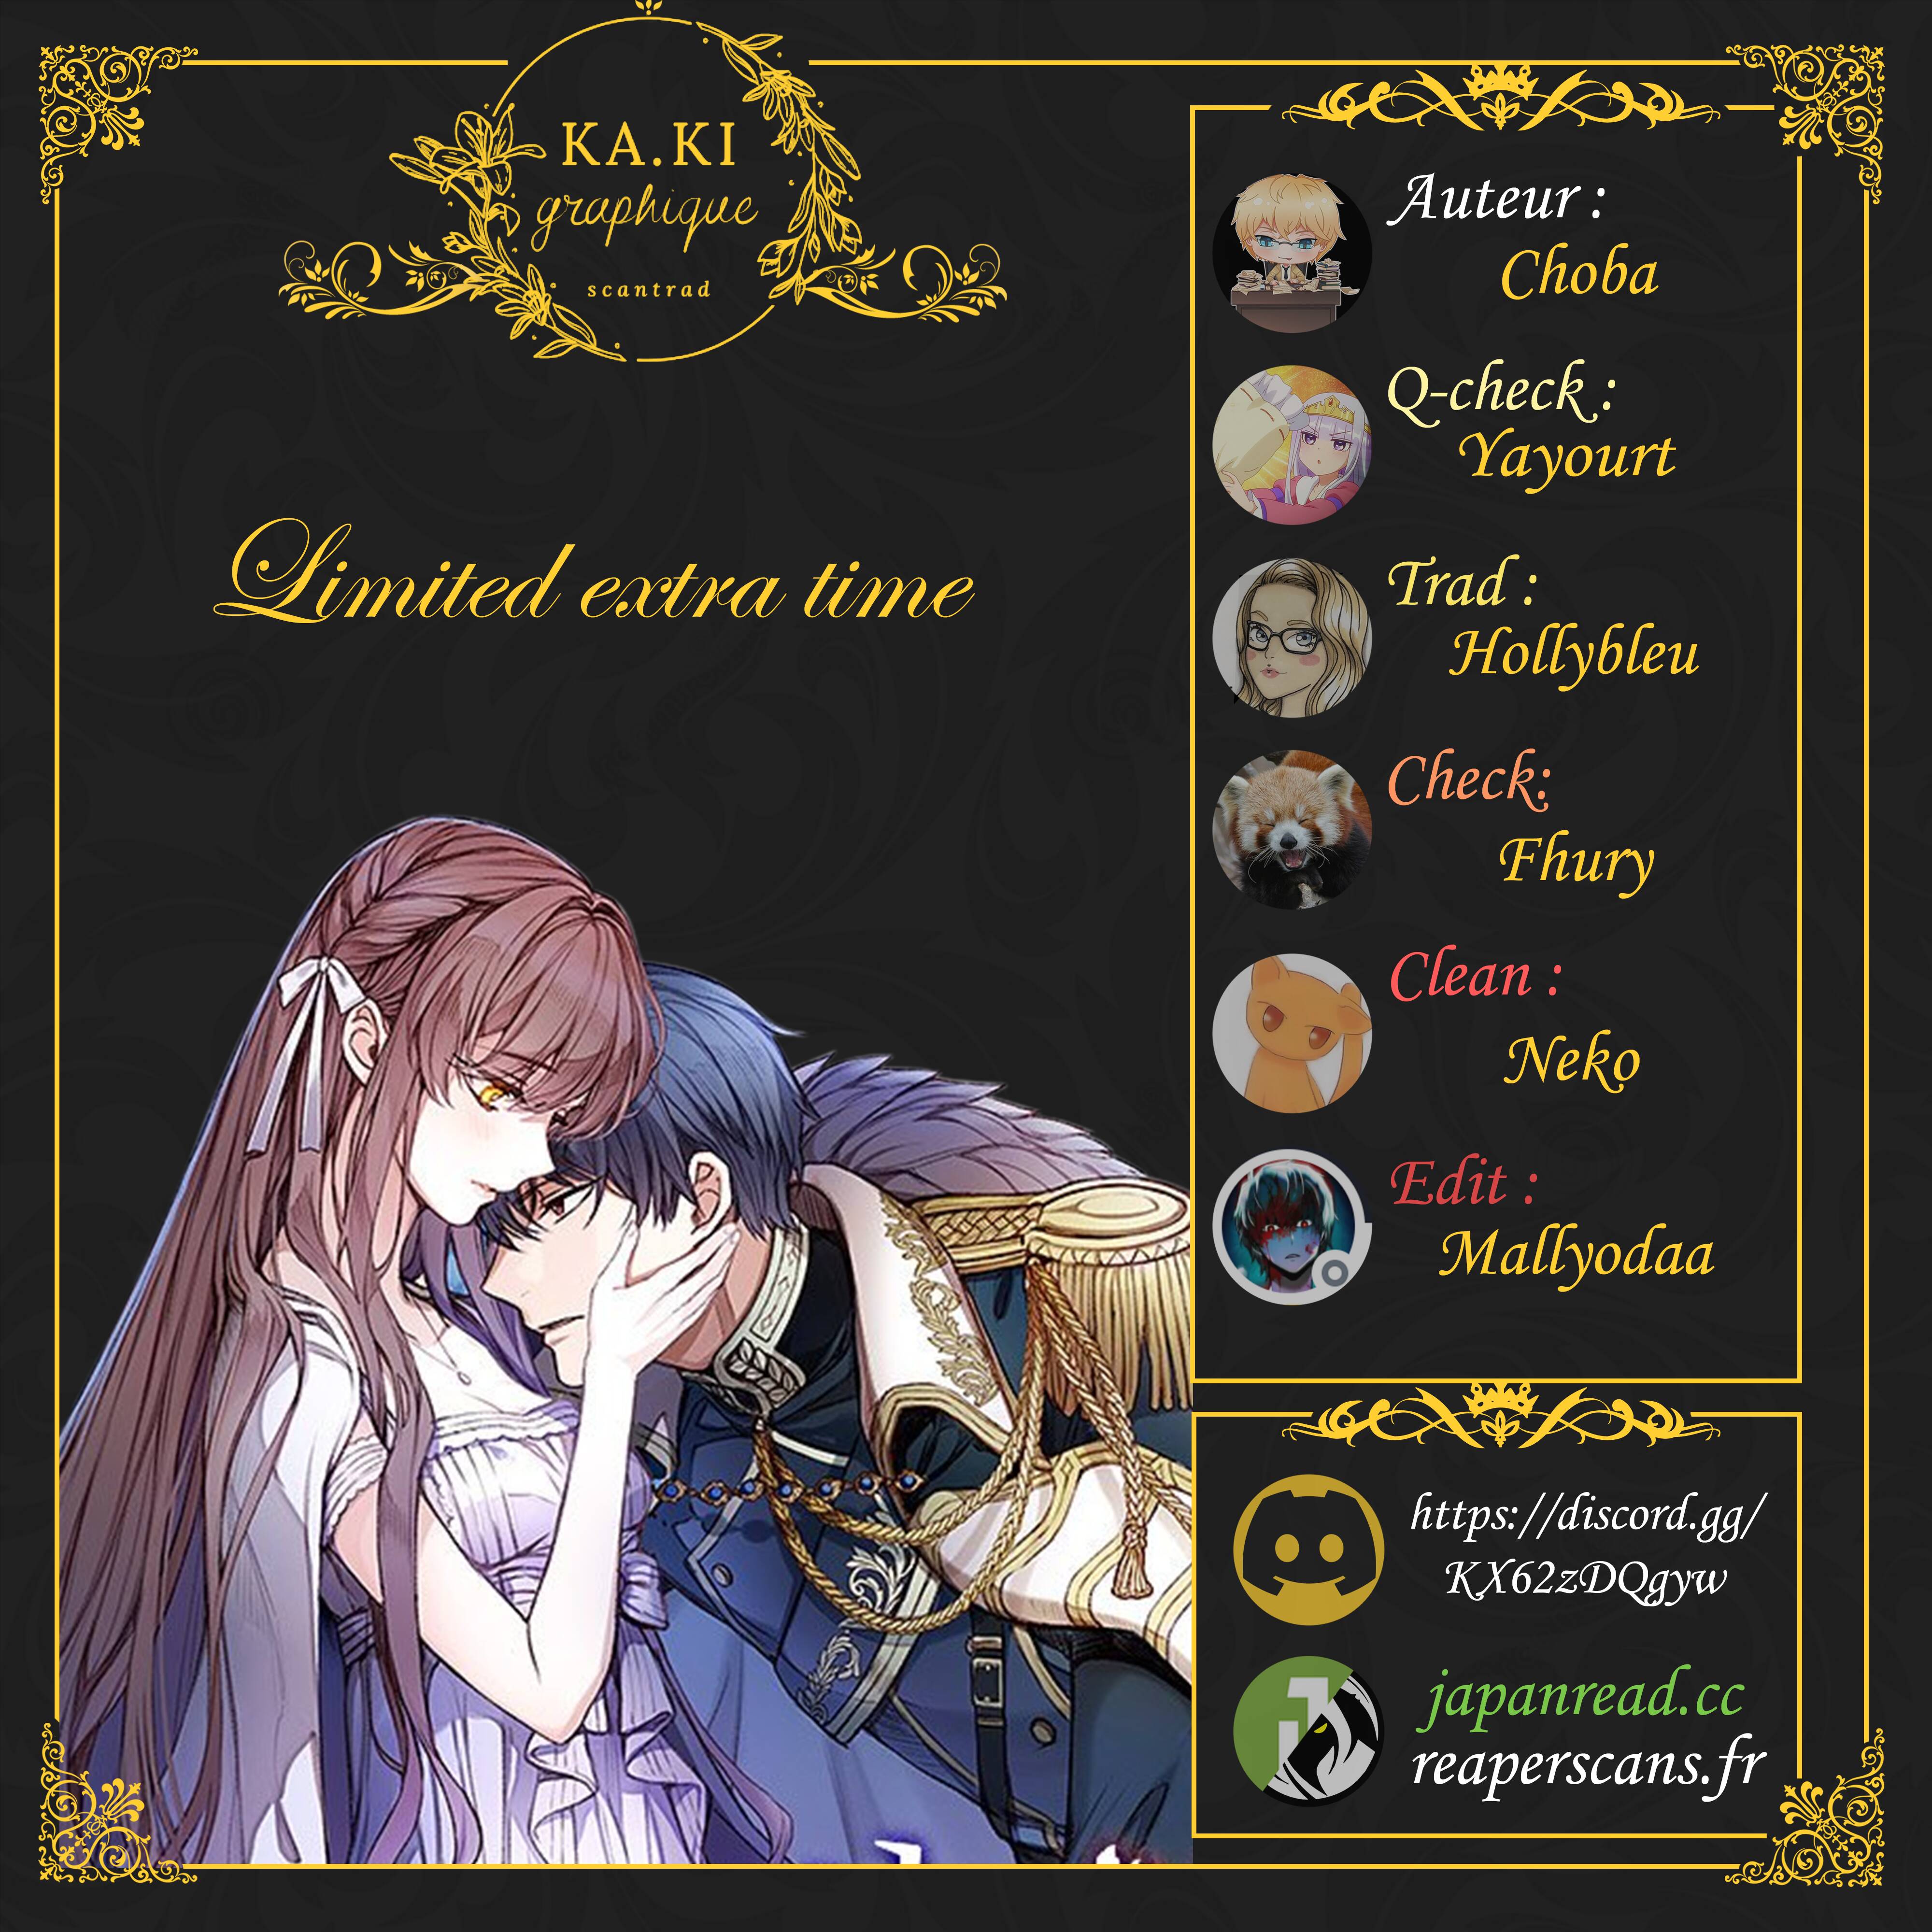 KA.KI
graphique
scantrad
Limited extra time
Auteur :
Choba
Q-check :
Yayourt
Trad :
Hollybleu
Check:
Fhury
Clean :
Neko
Edit :
Mallyodaa
https://discord.gg/
KX62zDQgyw
japanread.cc
reaperscans.fr